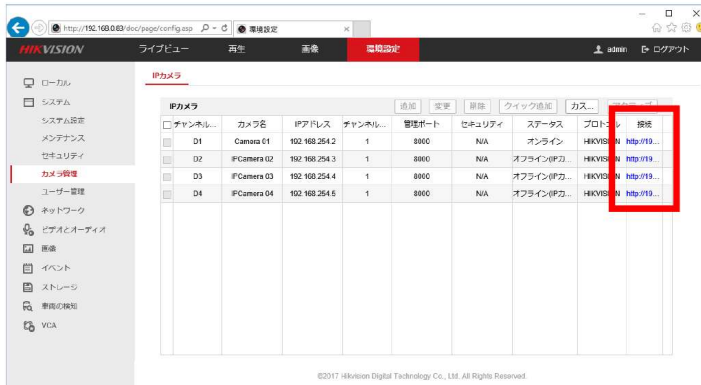 http://192.168.0.83/doc/page/config.asp
環境設定
HIKVISION ライブビュー 再生 画像 環境設定 admin ログアウト
ローカル
システム
システム設定
メンテナンス
セキュリティ
カメラ管理
ユーザー管理
ネットワーク
ビデオとオーディオ
画像
イベント
ストレージ
車両の検知
VCA
IPカメラ
IPカメラ 追加 変更 削除 クイック追加 カス...
チャンネル... カメラ名 IPアドレス チャンネル... 管理ポート セキュリティ ステータス プロトコル 接続
D1 Camera 01 192.168.254.2 1 8000 N/A オンライン HIKVISION http://19...
D2 IPCamera 02 192.168.254.3 1 8000 N/A オフライン(IPカ... HIKVISION http://19...
D3 IPCamera 03 192.168.254.4 1 8000 N/A オフライン(IPカ... HIKVISION http://19...
D4 IPCamera 04 192.168.254.5 1 8000 N/A オフライン(IPカ... HIKVISION http://19...
©2017 Hikvision Digital Technology Co., Ltd. All Rights Reserved.